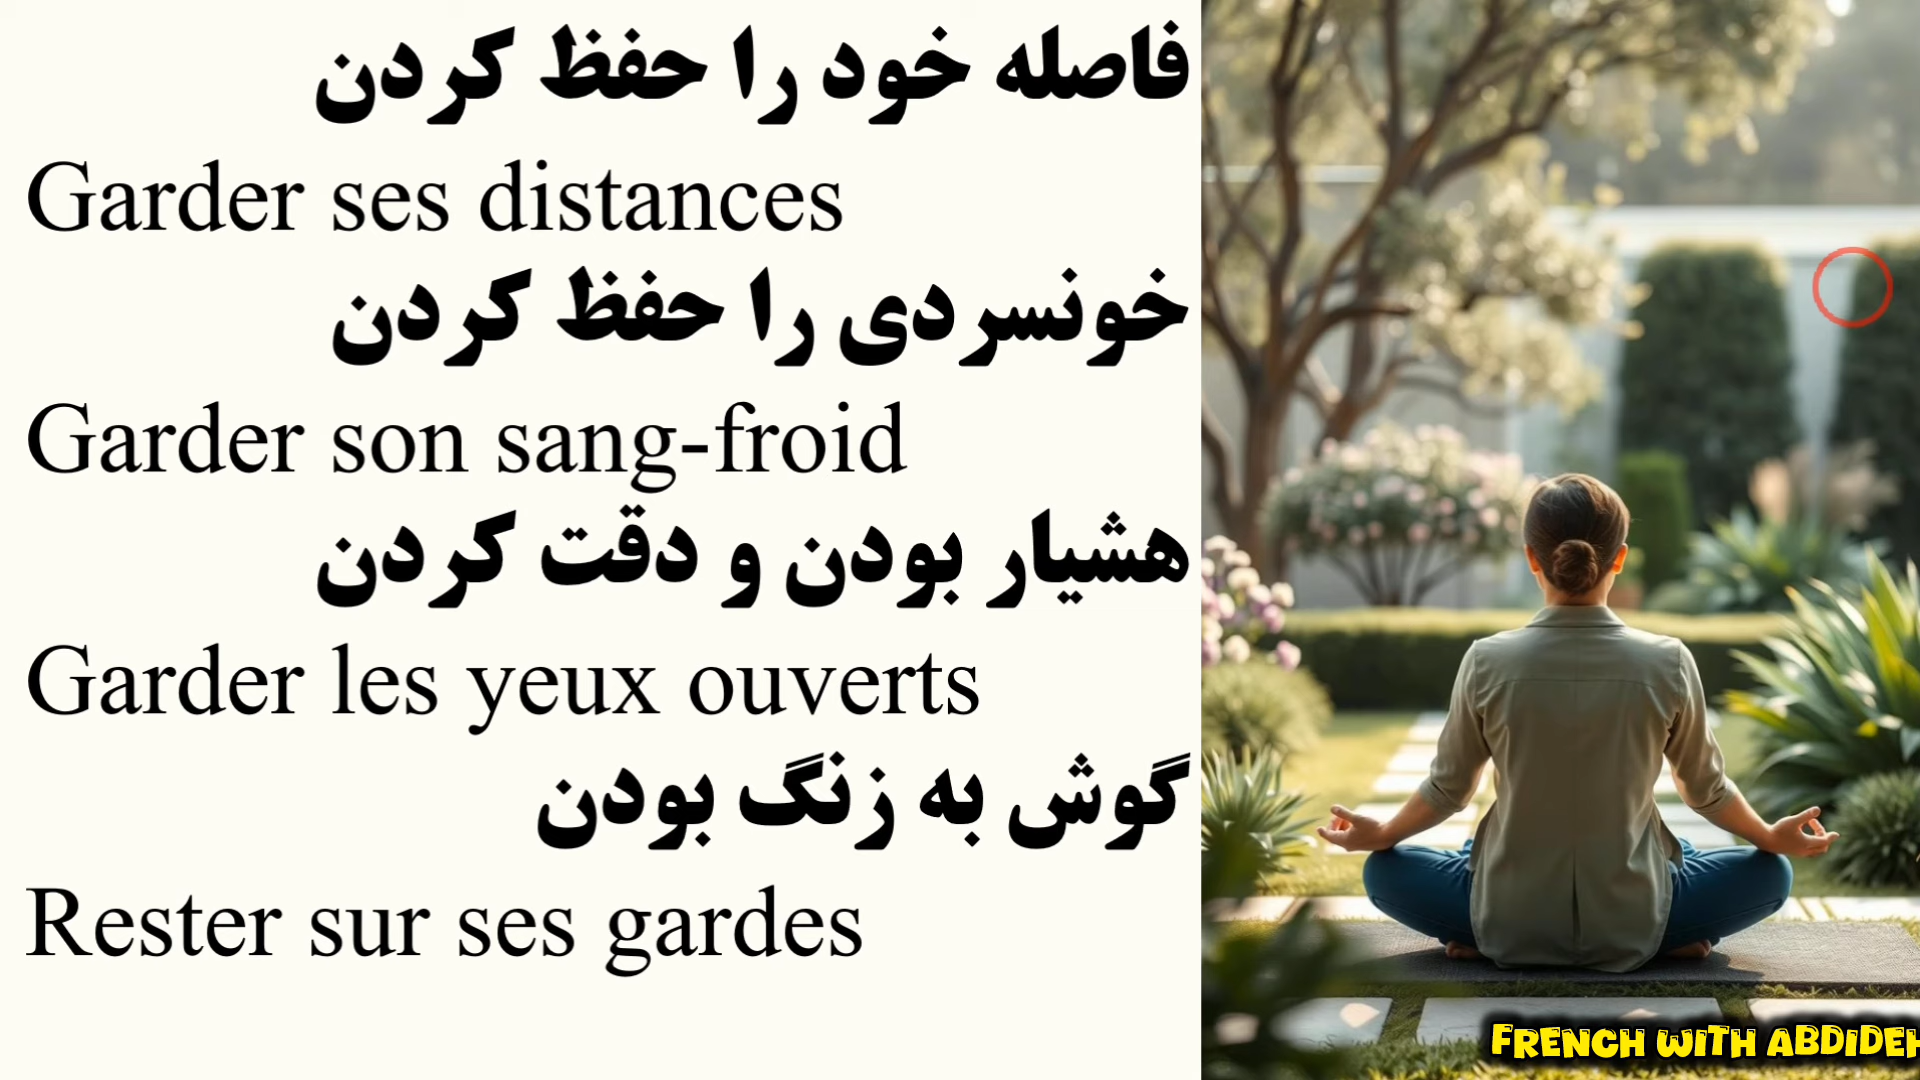 فاصله خود را حفظ کردن
Garder ses distances
خونسردی را حفظ کردن
Garder son sang-froid
هشیار بودن و دقت کردن
Garder les yeux ouverts
گوش به زنگ بودن
Rester sur ses gardes
FRENCH WITH ABDIDEH